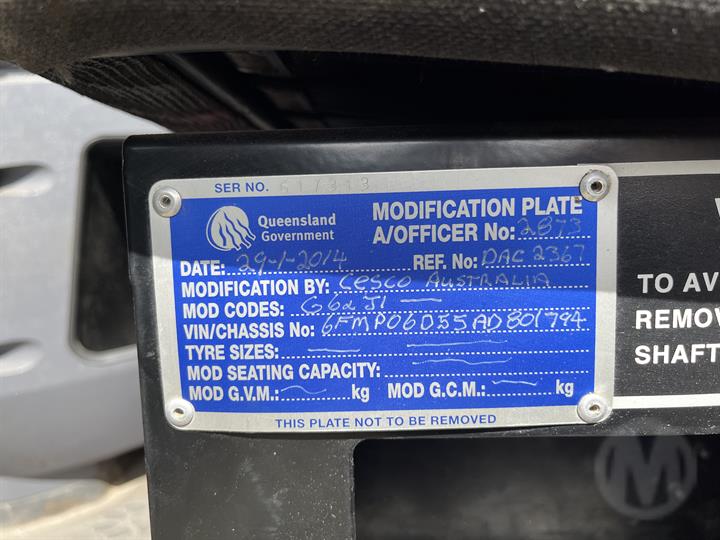 SER NO. 617313
Queensland Government
MODIFICATION PLATE
A/OFFICER No: 2873
DATE: 29-1-2014 REF. No: DAC 2367
MODIFICATION BY: CESCO AUSTRALIA
MOD CODES: G6 J1 —
VIN/CHASSIS No: 6FMP06D55AD801794
TYRE SIZES:
MOD SEATING CAPACITY:
MOD G.V.M.: kg MOD G.C.M.: kg
THIS PLATE NOT TO BE REMOVED
TO AV
REMOV
SHAFT
M